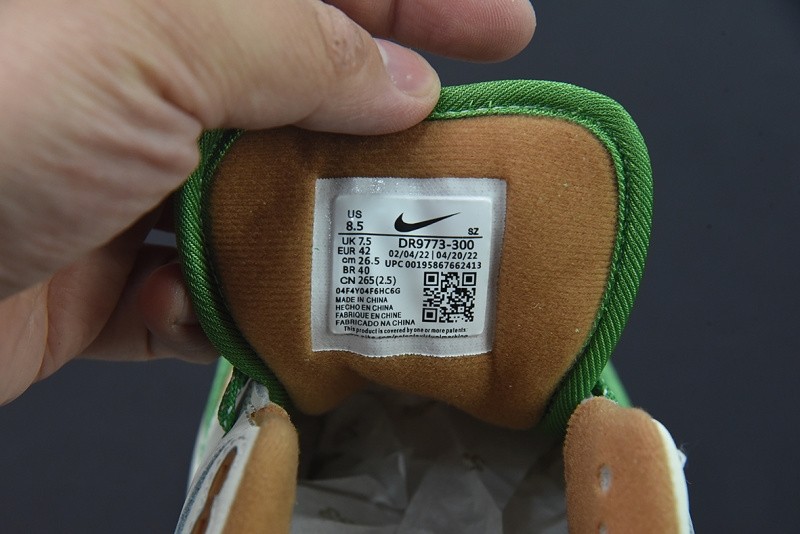 US
8.5
SZ
UK 7.5
DR9773-300
EUR 42
02/04/22 | 04/20/22
cm 26.5
UPC 00195867662413
BR 40
CN 265(2.5)
04F4Y04F6HC6G
MADE IN CHINA
HECHO EN CHINA
FABRIQUE EN CHINE
FABRICADO NA CHINA
This product is covered by one or more patents